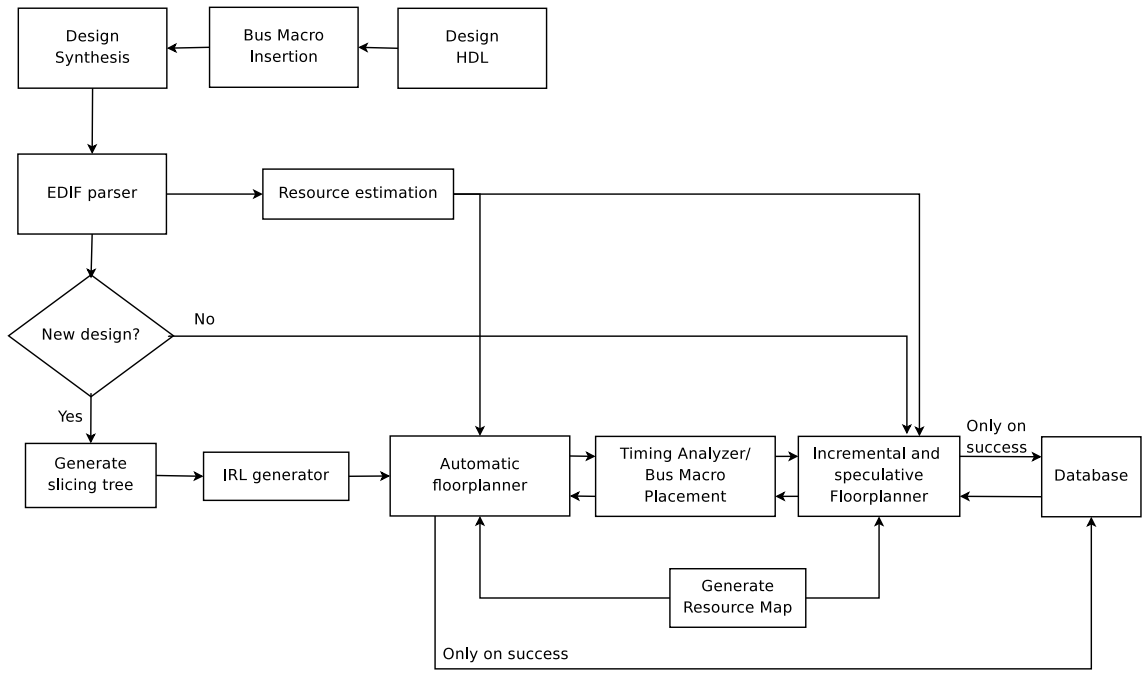 Design
Synthesis
Bus Macro
Insertion
Design
HDL
EDIF parser
Resource estimation
New design?
No
Yes
Generate
slicing tree
IRL generator
Automatic
floorplanner
Timing Analyzer/
Bus Macro
Placement
Incremental and
speculative
Floorplanner
Only on
success
Database
Generate
Resource Map
Only on success